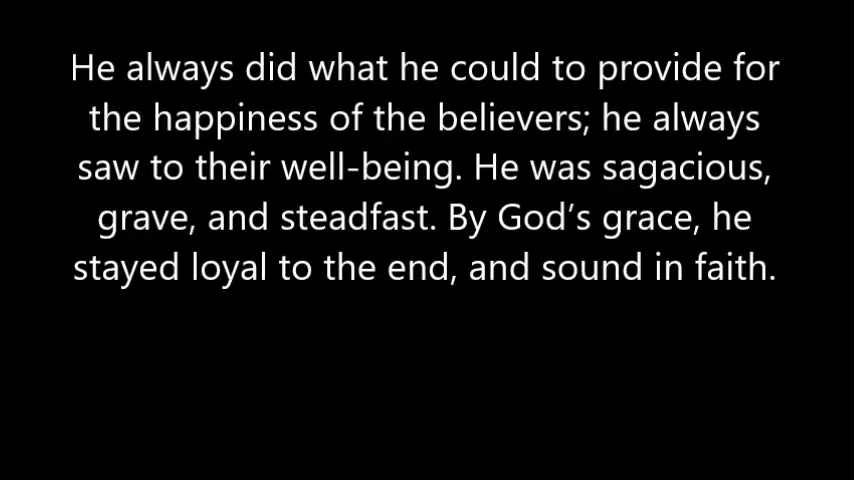 He always did what he could to provide for
the happiness of the believers; he always
saw to their well-being. He was sagacious,
grave, and steadfast. By God’s grace, he
stayed loyal to the end, and sound in faith.